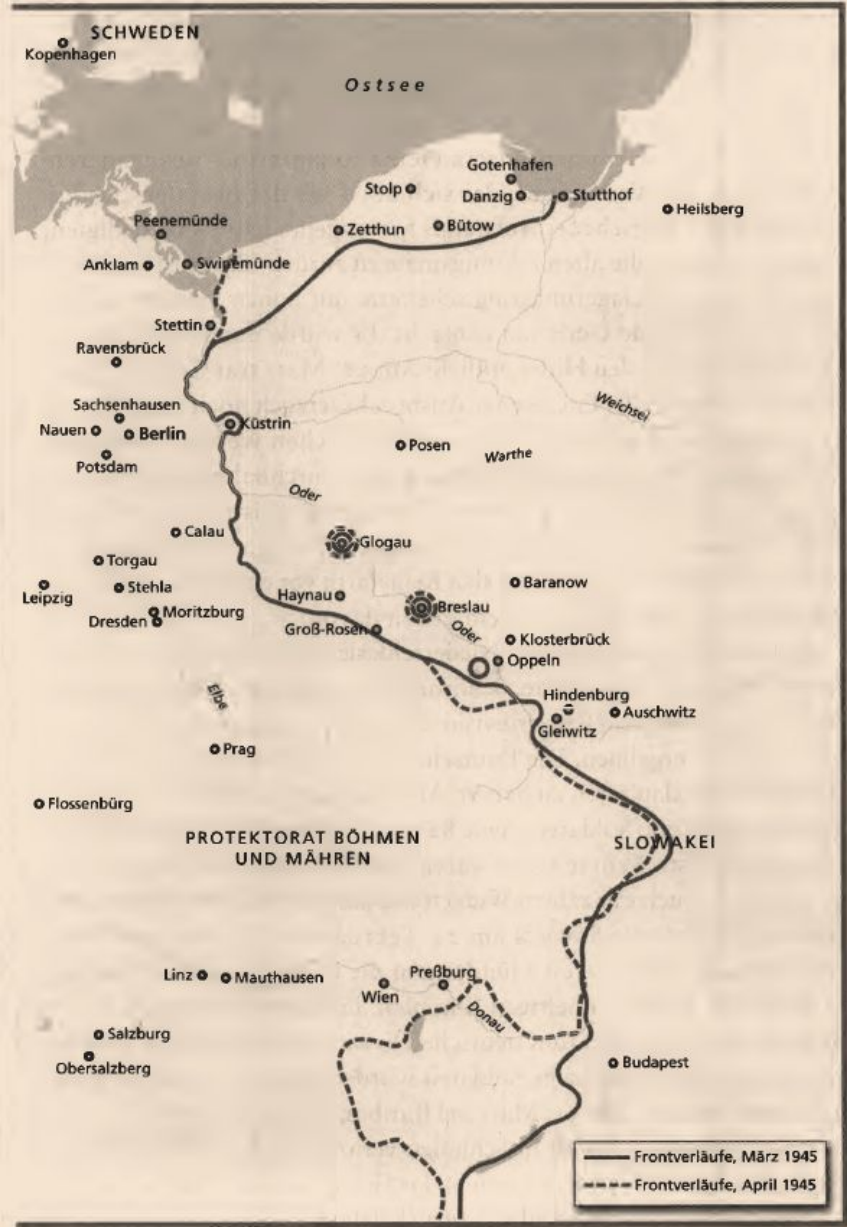 SCHWEDEN
Kopenhagen
Ostsee
Gotenhafen
Stolp
Danzig
Stutthof
Heilsberg
Peenemünde
Zetthun
Bütow
Anklam
Swinemünde
Stettin
Ravensbrück
Weichsel
Sachsenhausen
Nauen
Berlin
Küstrin
Posen
Warthe
Potsdam
Oder
Calau
Glogau
Torgau
Leipzig
Stehla
Haynau
Baranow
Breslau
Moritzburg
Dresden
Groß-Rosen
Oder
Klosterbrück
Oppeln
Elbe
Hindenburg
Auschwitz
Gleiwitz
Prag
Flossenbürg
PROTEKTORAT BÖHMEN
UND MÄHREN
SLOWAKEI
Linz
Mauthausen
Preßburg
Wien
Donau
Salzburg
Obersalzberg
Budapest
Frontverläufe, März 1945
Frontverläufe, April 1945